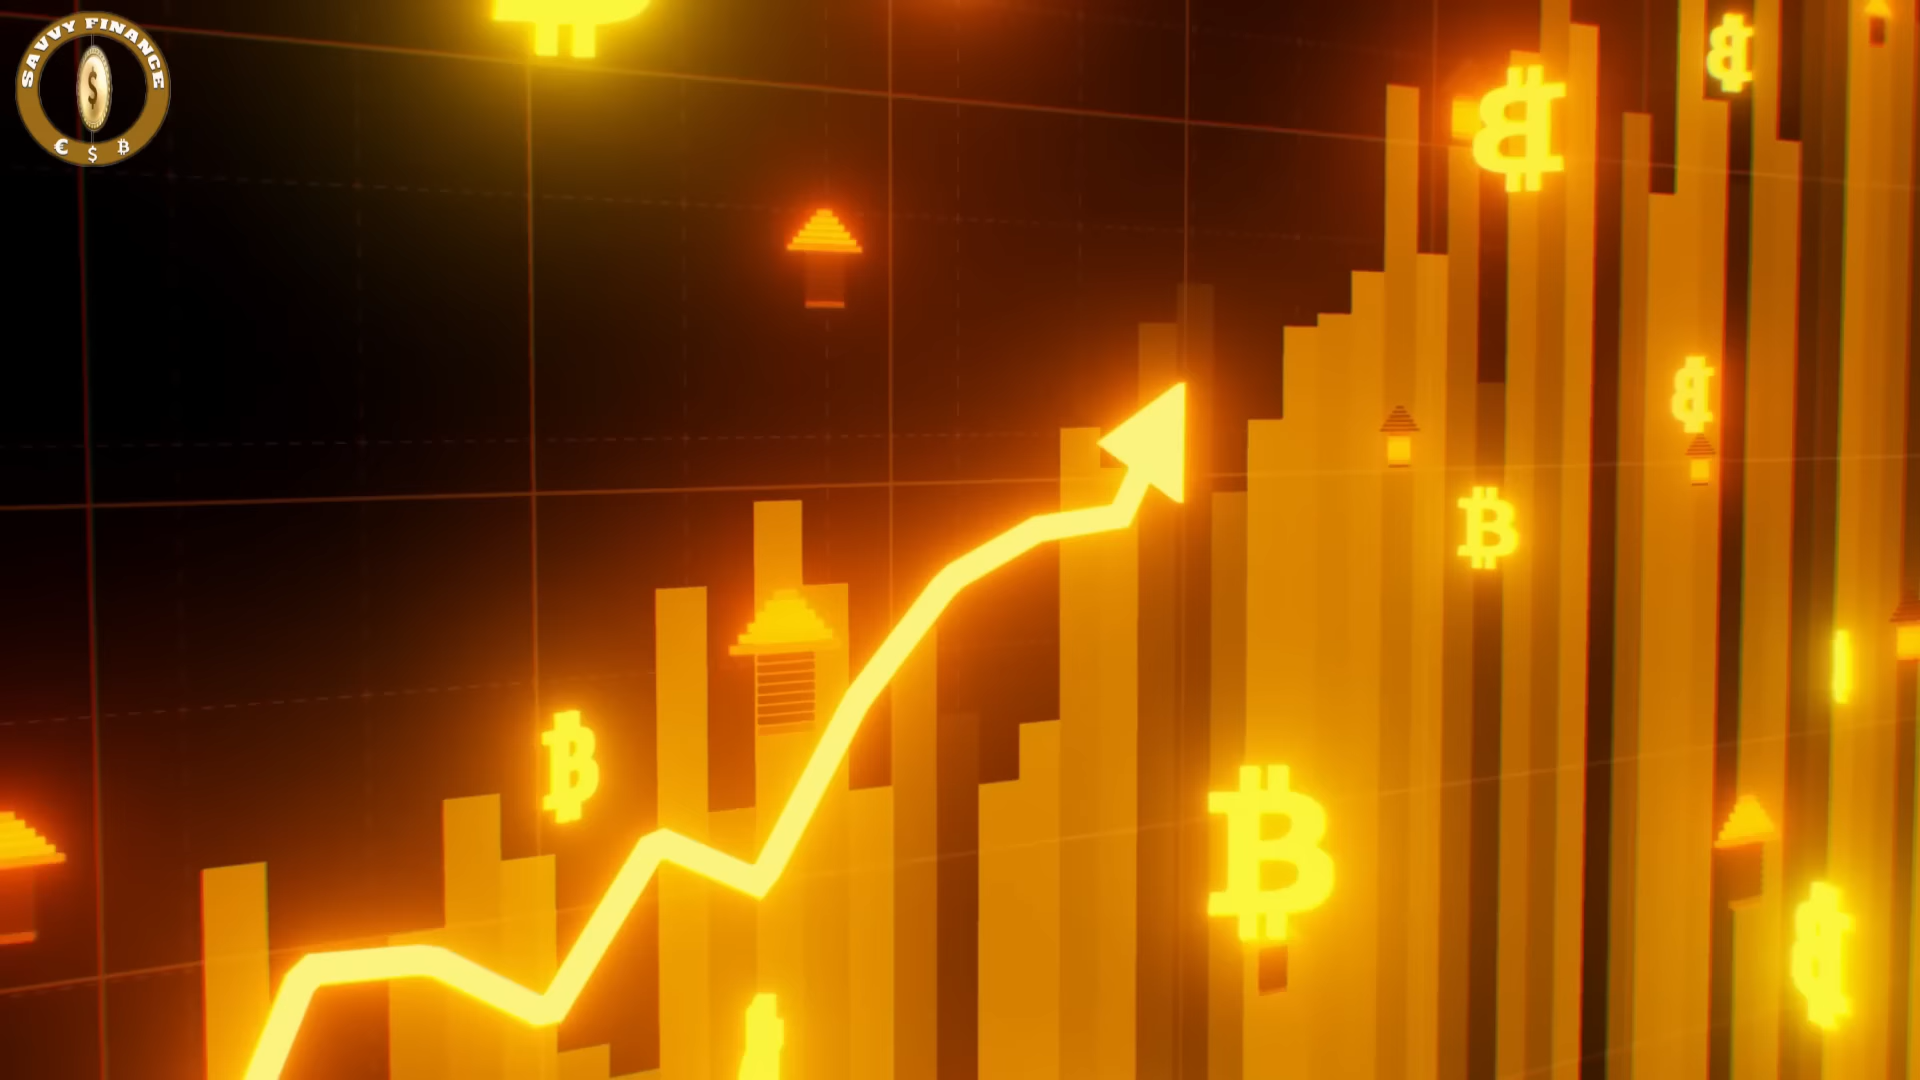 SAVVY FINANCE
$
€ $ ₿